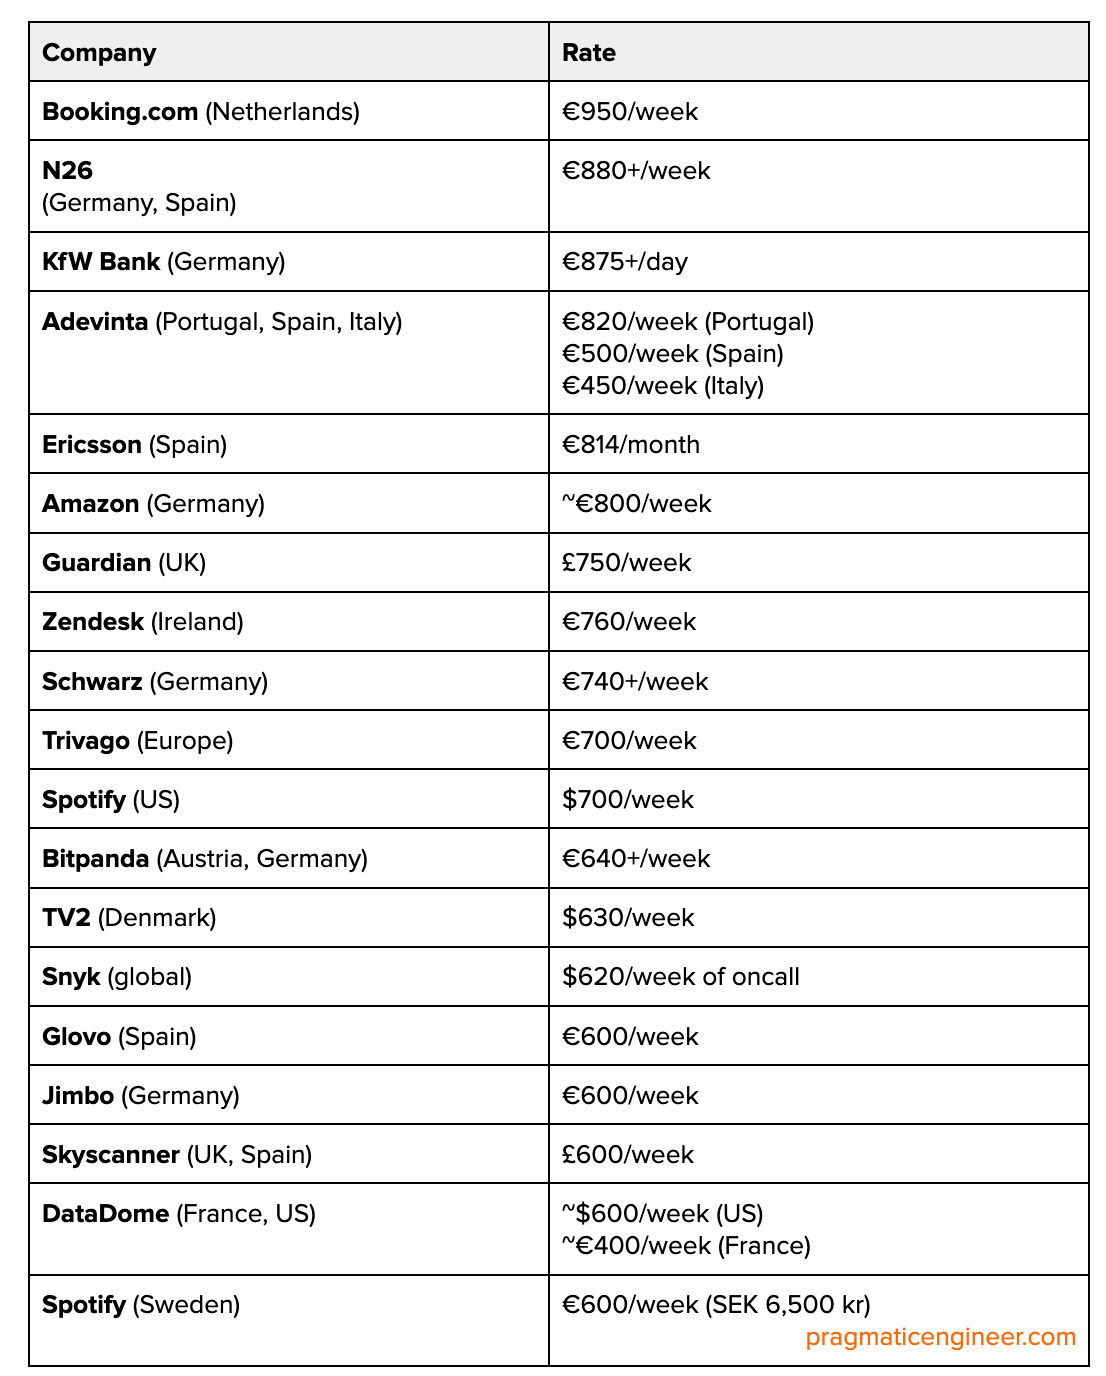 Company Rate
Booking.com (Netherlands) €950/week
N26 €880+/week
(Germany, Spain)
KfW Bank (Germany) €875+/day
Adevinta (Portugal, Spain, Italy) €820/week (Portugal)
€500/week (Spain)
€450/week (Italy)
Ericsson (Spain) €814/month
Amazon (Germany) ~€800/week
Guardian (UK) £750/week
Zendesk (Ireland) €760/week
Schwarz (Germany) €740+/week
Trivago (Europe) €700/week
Spotify (US) $700/week
Bitpanda (Austria, Germany) €640+/week
TV2 (Denmark) $630/week
Snyk (global) $620/week of oncall
Glovo (Spain) €600/week
Jimbo (Germany) €600/week
Skyscanner (UK, Spain) £600/week
DataDome (France, US) ~$600/week (US)
~€400/week (France)
Spotify (Sweden) €600/week (SEK 6,500 kr)
pragmaticengineer.com